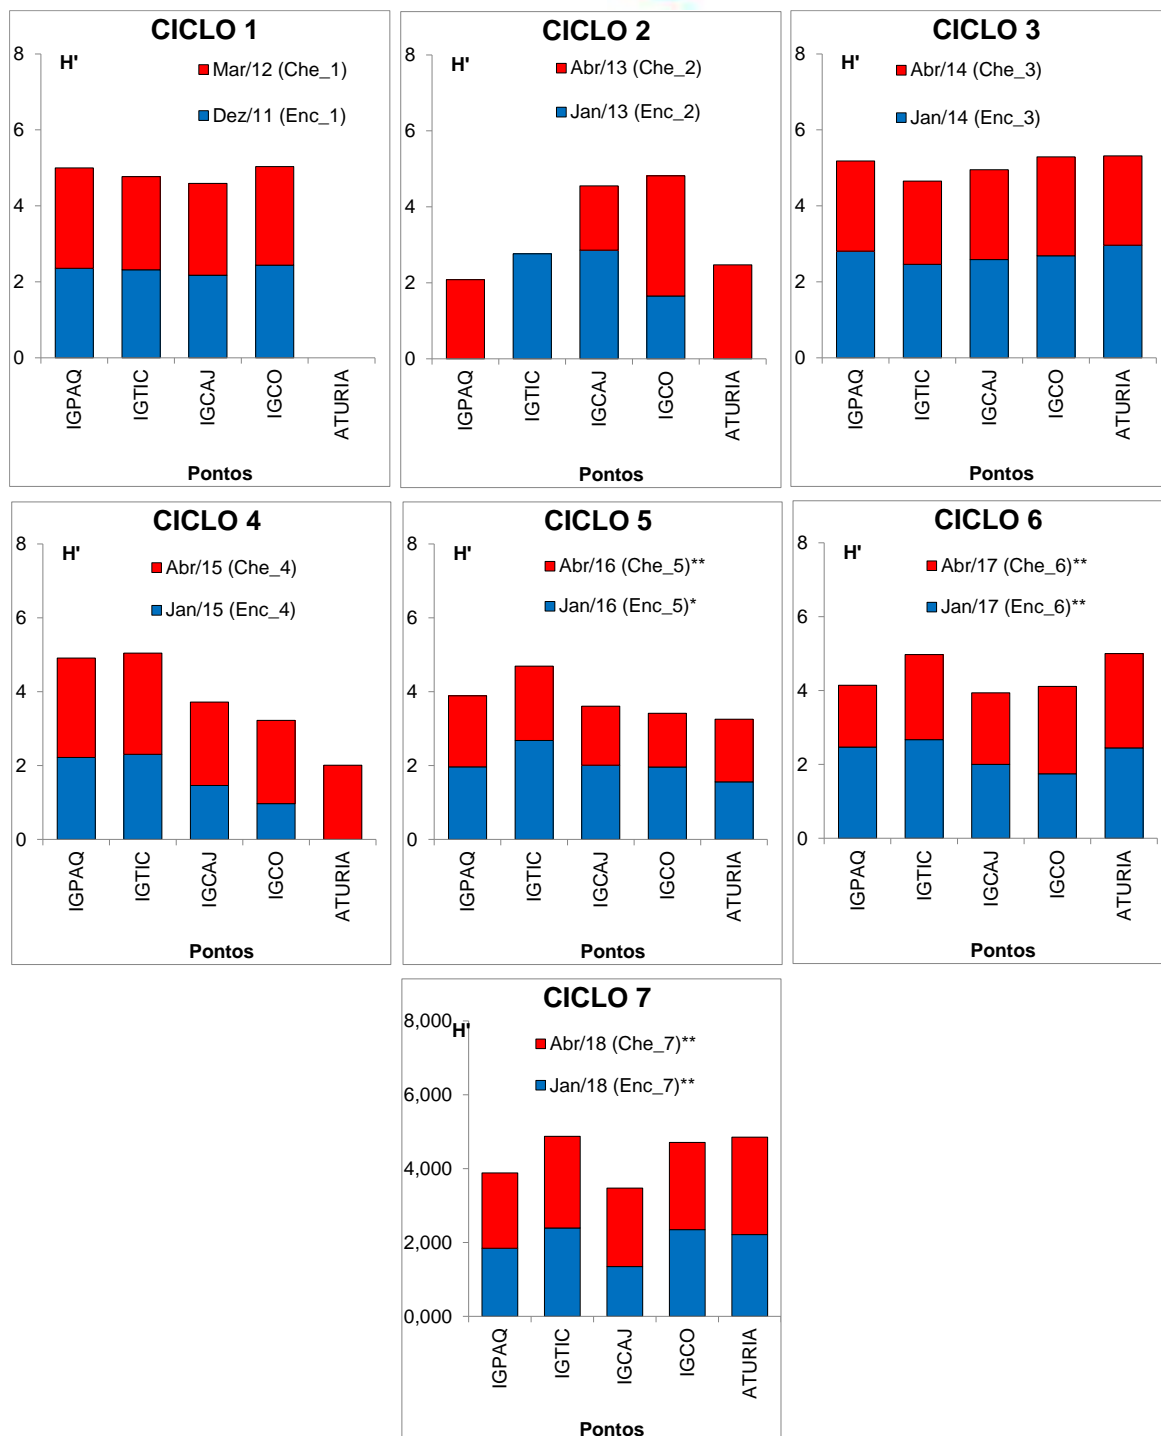 CICLO 1
8
H'
Mar/12 (Che_1)
Dez/11 (Enc_1)
6
4
2
0
IGPAQ
IGTIC
IGCAJ
IGCO
ATURIA
Pontos
CICLO 2
8
H'
Abr/13 (Che_2)
Jan/13 (Enc_2)
6
4
2
0
IGPAQ
IGTIC
IGCAJ
IGCO
ATURIA
Pontos
CICLO 3
8
H'
Abr/14 (Che_3)
Jan/14 (Enc_3)
6
4
2
0
IGPAQ
IGTIC
IGCAJ
IGCO
ATURIA
Pontos
CICLO 4
8
H'
Abr/15 (Che_4)
Jan/15 (Enc_4)
6
4
2
0
IGPAQ
IGTIC
IGCAJ
IGCO
ATURIA
Pontos
CICLO 5
8
H'
Abr/16 (Che_5)**
Jan/16 (Enc_5)*
6
4
2
0
IGPAQ
IGTIC
IGCAJ
IGCO
ATURIA
Pontos
CICLO 6
8
H'
Abr/17 (Che_6)**
Jan/17 (Enc_6)**
6
4
2
0
IGPAQ
IGTIC
IGCAJ
IGCO
ATURIA
Pontos
CICLO 7
8,000
H'
Abr/18 (Che_7)**
Jan/18 (Enc_7)**
6,000
4,000
2,000
0,000
IGPAQ
IGTIC
IGCAJ
IGCO
ATURIA
Pontos